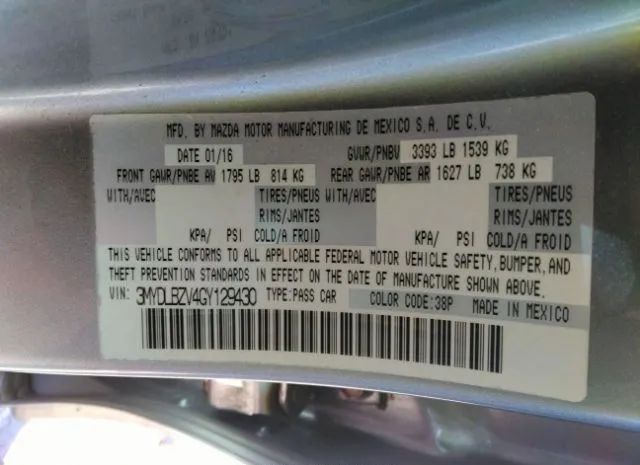 MFD. BY MAZDA MOTOR MANUFACTURING DE MEXICO S.A. DE C.V.
DATE 01/16 GVWR/PNBV 3393 LB 1539 KG
FRONT GAWR/PNBE AV 1795 LB 814 KG REAR GAWR/PNBE AR 1627 LB 738 KG
WITH/AVEC TIRES/PNEUS WITH/AVEC TIRES/PNEUS
RIMS/JANTES RIMS/JANTES
KPA/ PSI COLD/A FROID KPA/ PSI COLD/A FROID
THIS VEHICLE CONFORMS TO ALL APPLICABLE FEDERAL MOTOR VEHICLE SAFETY, BUMPER, AND
THEFT PREVENTION STANDARDS IN EFFECT ON THE DATE OF MANUFACTURE SHOWN ABOVE.
VIN: 3MYDLBZV4GY129430 TYPE:PASS CAR COLOR CODE:38P MADE IN MEXICO